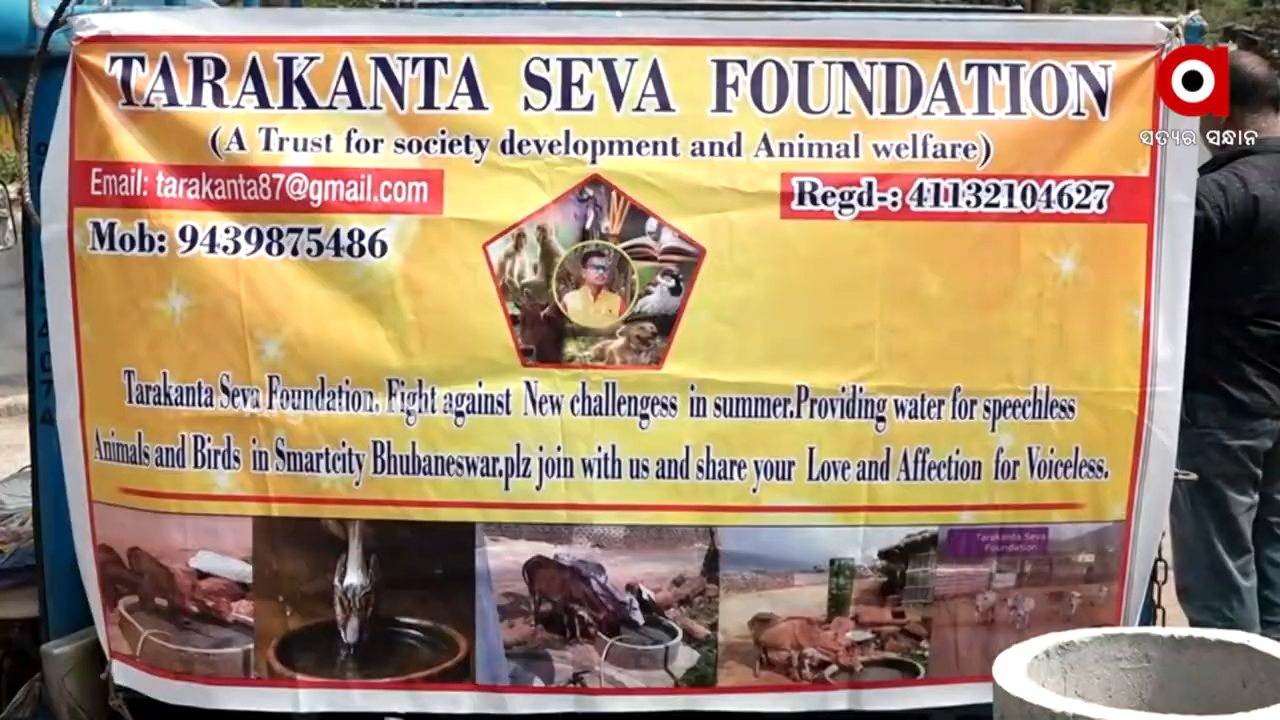 TARAKANTA SEVA FOUNDATION
(A Trust for society development and Animal welfare)
Email: tarakanta87@gmail.com
Regd-: 41132104627
Mob: 9439875486
Tarakanta Seva Foundation. Fight against New challengess in summer.Providing water for speechless
Animals and Birds in Smartcity Bhubaneswar.plz join with us and share your Love and Affection for Voiceless.
Tarakanta Seva
Foundation
ସତ୍ୟର ସନ୍ଧାନ